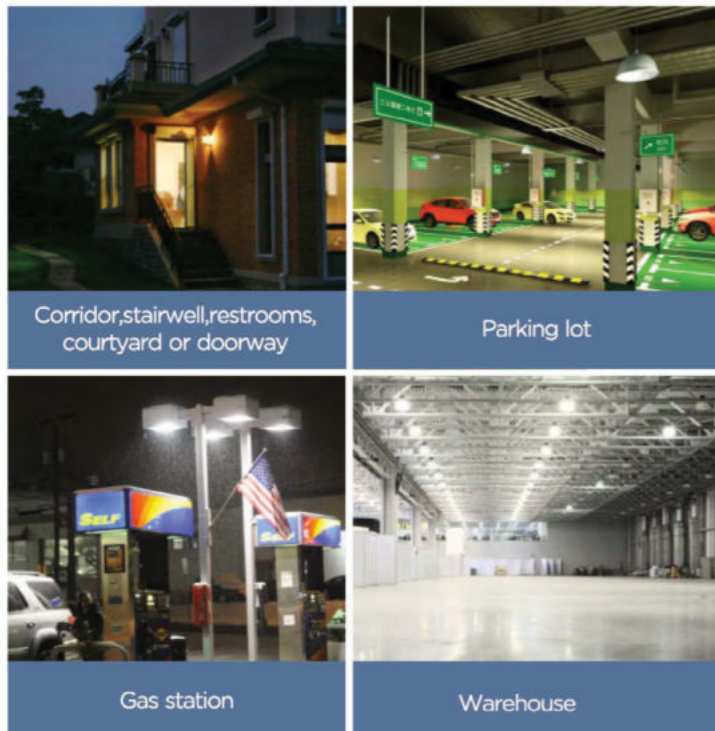 Corridor,stairwell,restrooms,
courtyard or doorway
Parking lot
SELF
Gas station
Warehouse